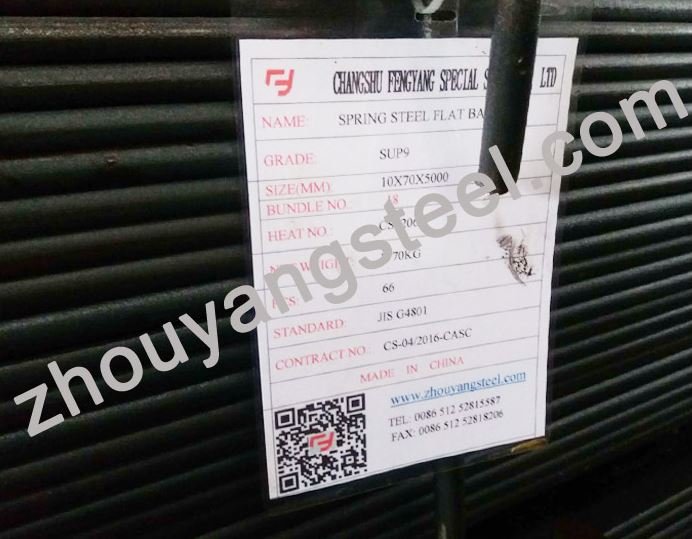 CHANGSHU FENGYANG SPECIAL LTD
NAME: SPRING STEEL FLAT
GRADE: SUP9
SIZE(MM): 10X70X5000
BUNDLE NO.:
HEAT NO.:
STANDARD: JIS G4801
66
CONTRACT NO.: CS-04/2016-CASC
MADE IN CHINA
www.zhouyangsteel.com
TEL: 0086 512 52815587
FAX: 0086 512 52818206
zhouyangsteel.com